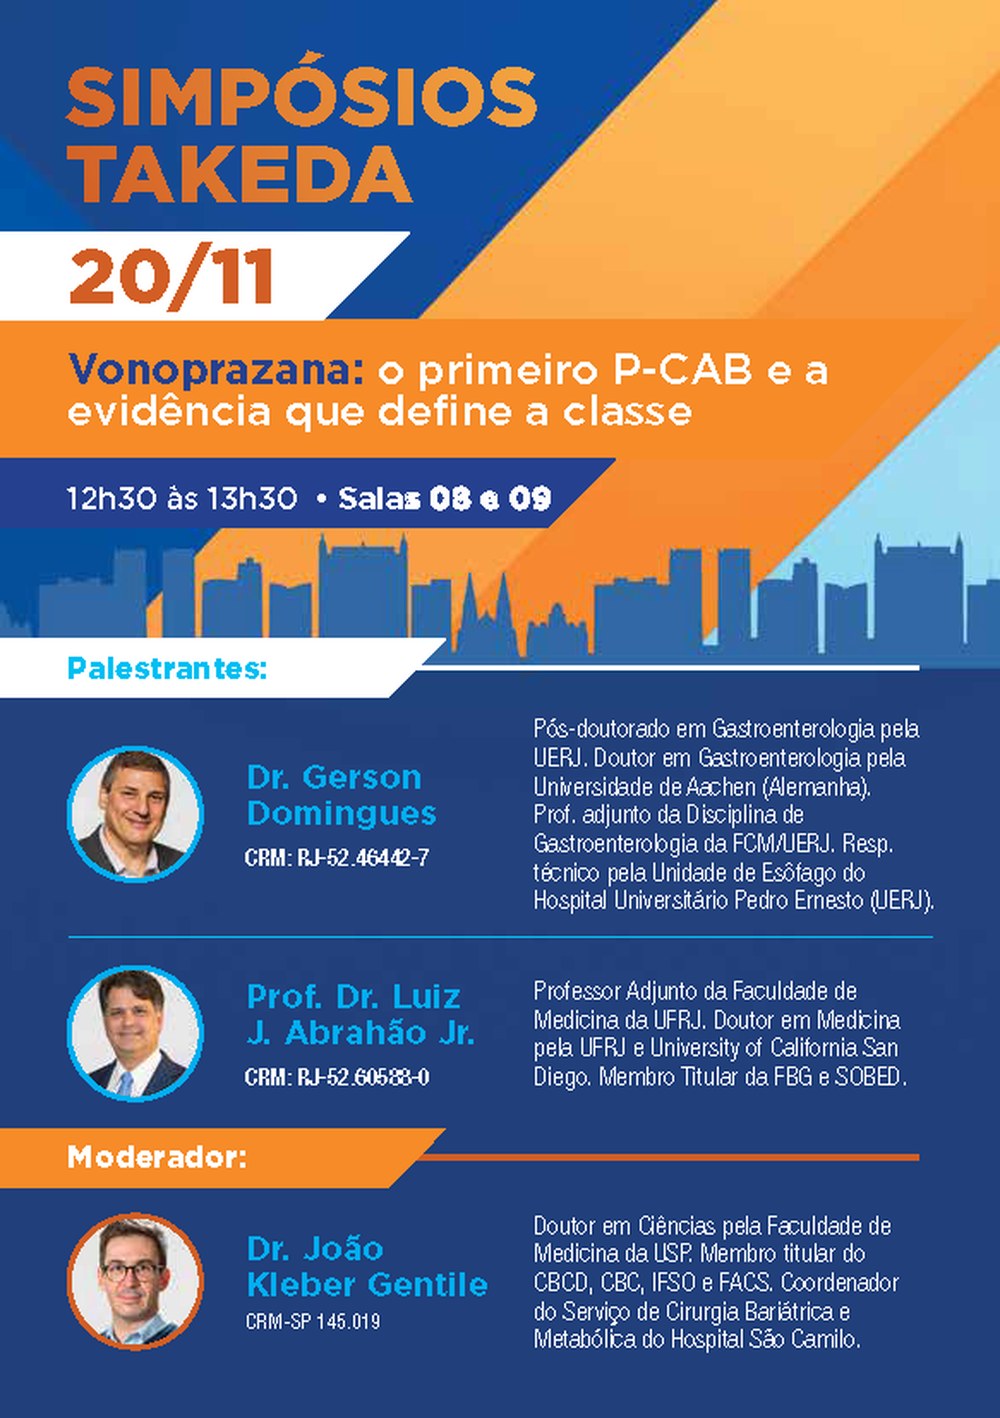 SIMPÓSIOS
TAKEDA
20/11
Vonoprazana: o primeiro P-CAB e a
evidência que define a classe
12h30 às 13h30 • Salas 08 e 09
Palestrantes:
Dr. Gerson
Domingues
CRM: RJ-52.46442-7
Pós-doutorado em Gastroenterologia pela
UERJ. Doutor em Gastroenterologia pela
Universidade de Aachen (Alemanha).
Prof. adjunto da Disciplina de
Gastroenterologia da FCM/UERJ. Resp.
técnico pela Unidade de Esôfago do
Hospital Universitário Pedro Ernesto (UERJ).
Prof. Dr. Luiz
J. Abrahão Jr.
CRM: RJ-52.60588-0
Professor Adjunto da Faculdade de
Medicina da UFRJ. Doutor em Medicina
pela UFRJ e University of California San
Diego. Membro Titular da FBG e SOBED.
Moderador:
Dr. João
Kleber Gentile
CRM-SP 145.019
Doutor em Ciências pela Faculdade de
Medicina da USP. Membro titular do
CBCD, CBC, IFSO e FACS. Coordenador
do Serviço de Cirurgia Bariátrica e
Metabólica do Hospital São Camilo.